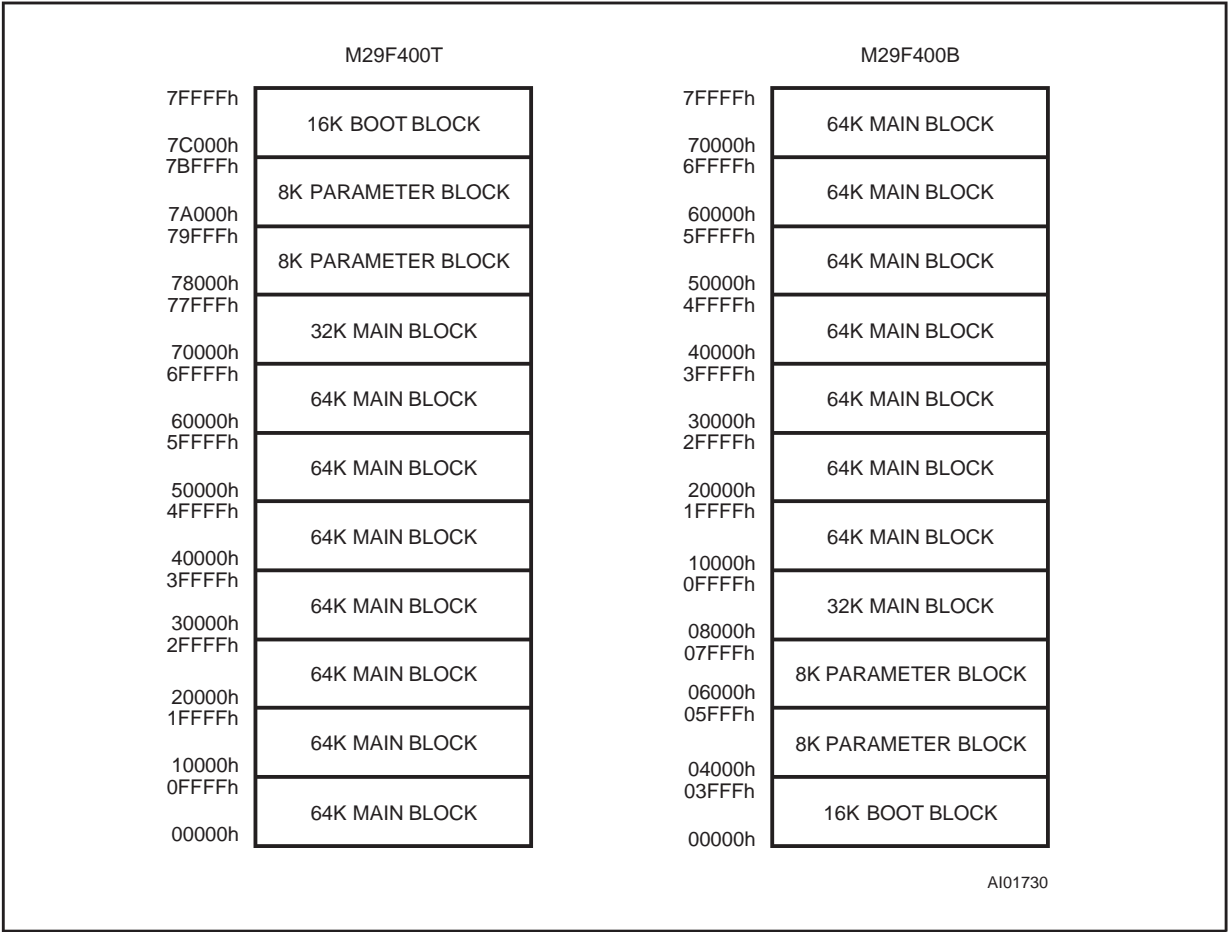 M29F400T
7FFFFh
16K BOOT BLOCK
7C000h
7BFFFh
8K PARAMETER BLOCK
7A000h
79FFFh
8K PARAMETER BLOCK
78000h
77FFFh
32K MAIN BLOCK
70000h
6FFFFh
64K MAIN BLOCK
60000h
5FFFFh
64K MAIN BLOCK
50000h
4FFFFh
64K MAIN BLOCK
40000h
3FFFFh
64K MAIN BLOCK
30000h
2FFFFh
64K MAIN BLOCK
20000h
1FFFFh
64K MAIN BLOCK
10000h
0FFFFh
64K MAIN BLOCK
00000h
M29F400B
7FFFFh
64K MAIN BLOCK
70000h
6FFFFh
64K MAIN BLOCK
60000h
5FFFFh
64K MAIN BLOCK
50000h
4FFFFh
64K MAIN BLOCK
40000h
3FFFFh
64K MAIN BLOCK
30000h
2FFFFh
64K MAIN BLOCK
20000h
1FFFFh
64K MAIN BLOCK
10000h
0FFFFh
32K MAIN BLOCK
08000h
07FFFh
8K PARAMETER BLOCK
06000h
05FFFh
8K PARAMETER BLOCK
04000h
03FFFh
16K BOOT BLOCK
00000h
AI01730